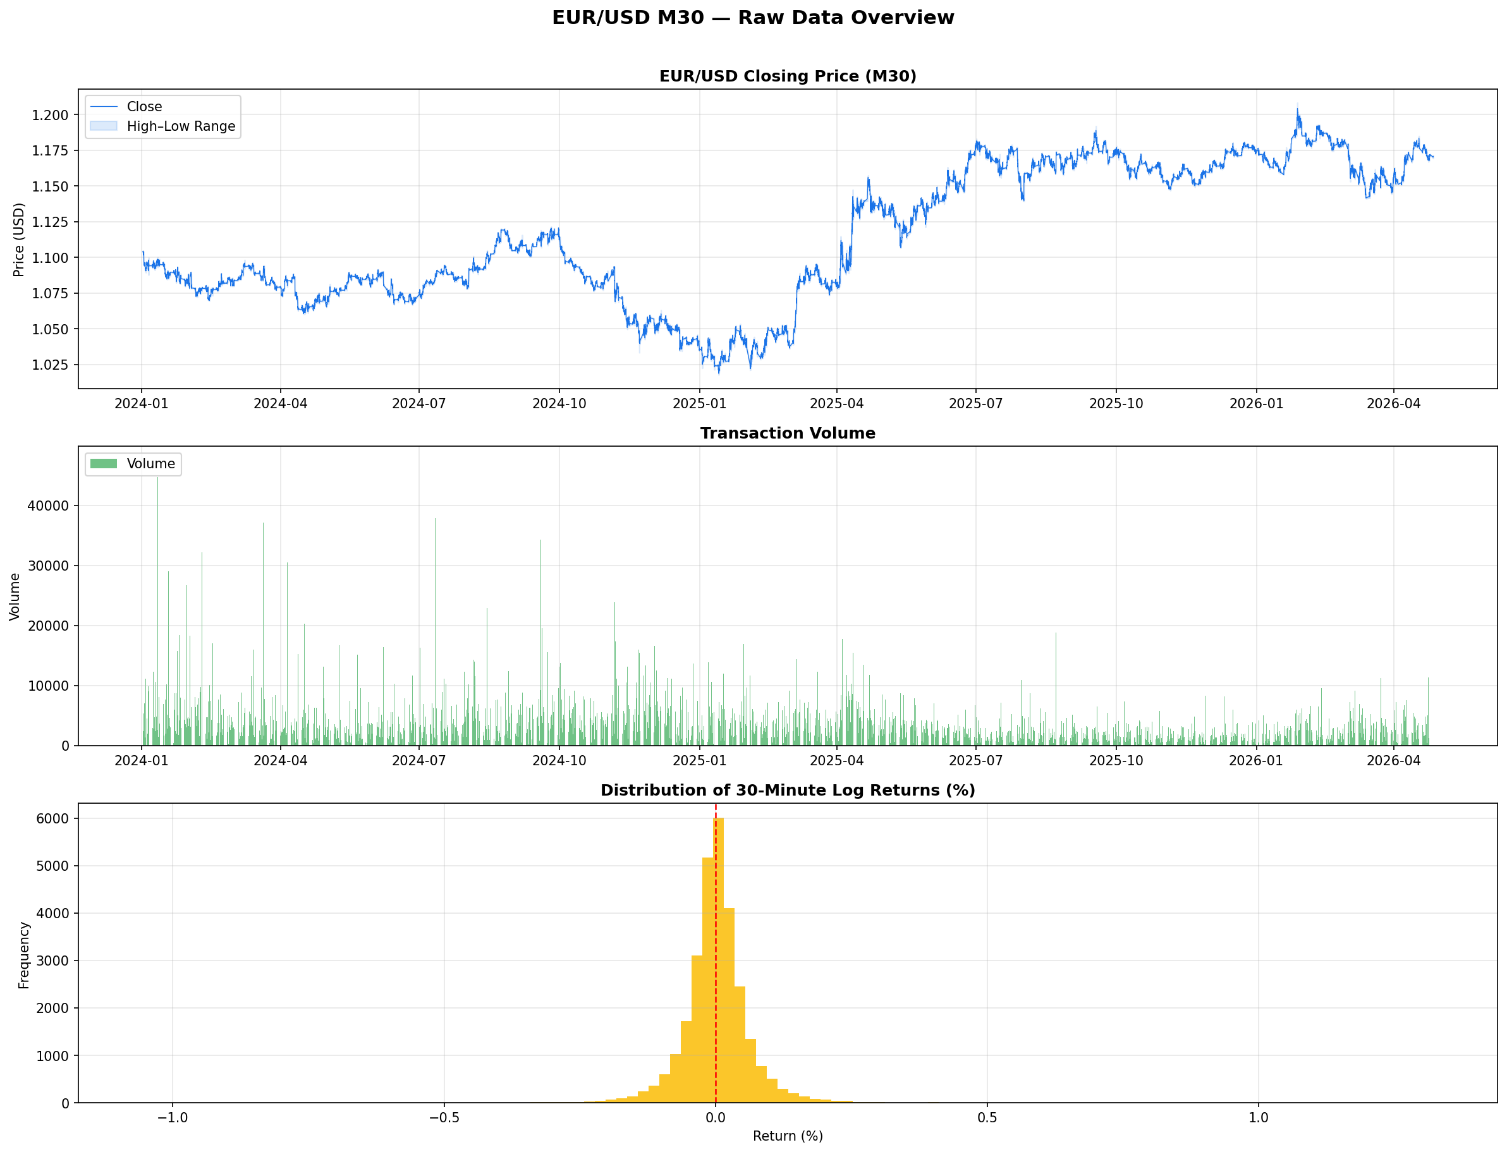 EUR/USD M30 — Raw Data Overview
EUR/USD Closing Price (M30)
Close
High–Low Range
Price (USD)
1.200
1.175
1.150
1.125
1.100
1.075
1.050
1.025
2024-01 2024-04 2024-07 2024-10 2025-01 2025-04 2025-07 2025-10 2026-01 2026-04
Transaction Volume
Volume
Volume
40000
30000
20000
10000
0
2024-01 2024-04 2024-07 2024-10 2025-01 2025-04 2025-07 2025-10 2026-01 2026-04
Distribution of 30-Minute Log Returns (%)
Frequency
6000
5000
4000
3000
2000
1000
0
−1.0 −0.5 0.0 0.5 1.0
Return (%)